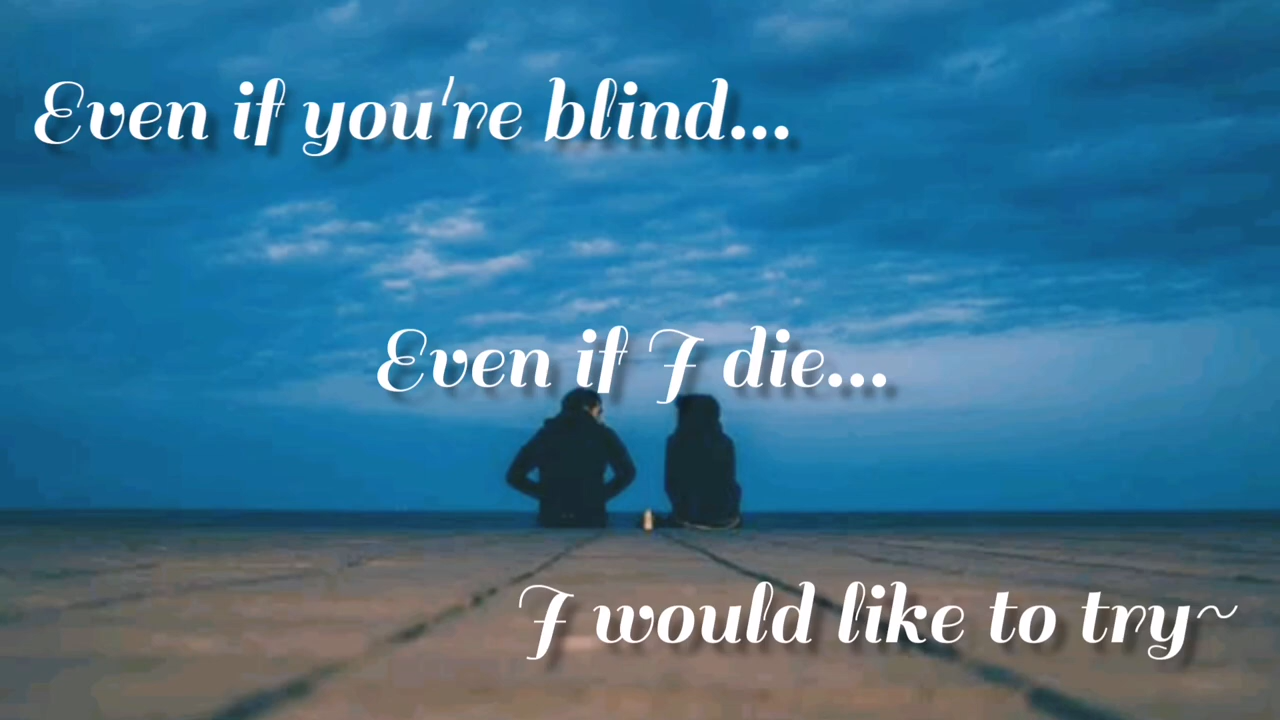 Even if you're blind...
Even if I die...
I would like to try~